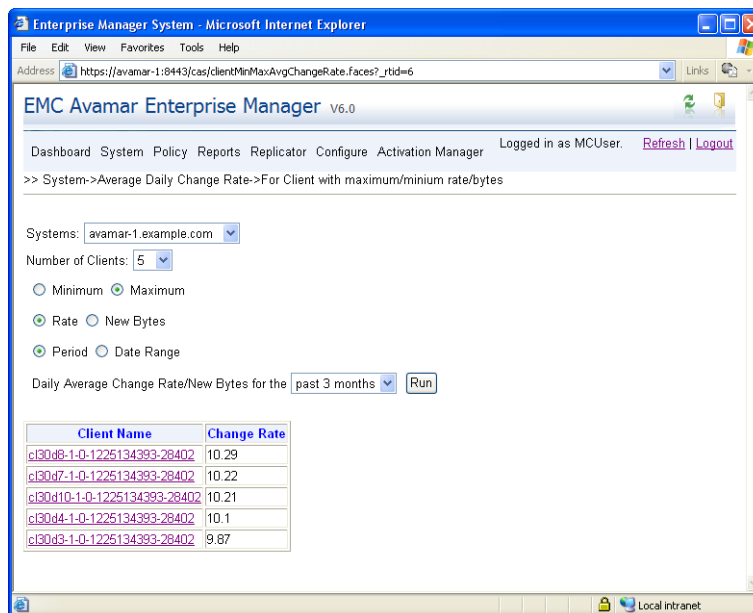 Enterprise Manager System - Microsoft Internet Explorer
File Edit View Favorites Tools Help
Address https://avamar-1:8443/cas/clientMinMaxAvgChangeRate.faces?_rtid=6 Links
EMC Avamar Enterprise Manager V6.0
Dashboard System Policy Reports Replicator Configure Activation Manager Logged in as MCUser. Refresh | Logout
>> System->Average Daily Change Rate->For Client with maximum/minium rate/bytes
Systems: avamar-1.example.com
Number of Clients: 5
Minimum Maximum
Rate New Bytes
Period Date Range
Daily Average Change Rate/New Bytes for the past 3 months Run
Client Name Change Rate
cl30d8-1-0-1225134393-28402 10.29
cl30d7-1-0-1225134393-28402 10.22
cl30d10-1-0-1225134393-28402 10.21
cl30d4-1-0-1225134393-28402 10.1
cl30d3-1-0-1225134393-28402 9.87
Local intranet